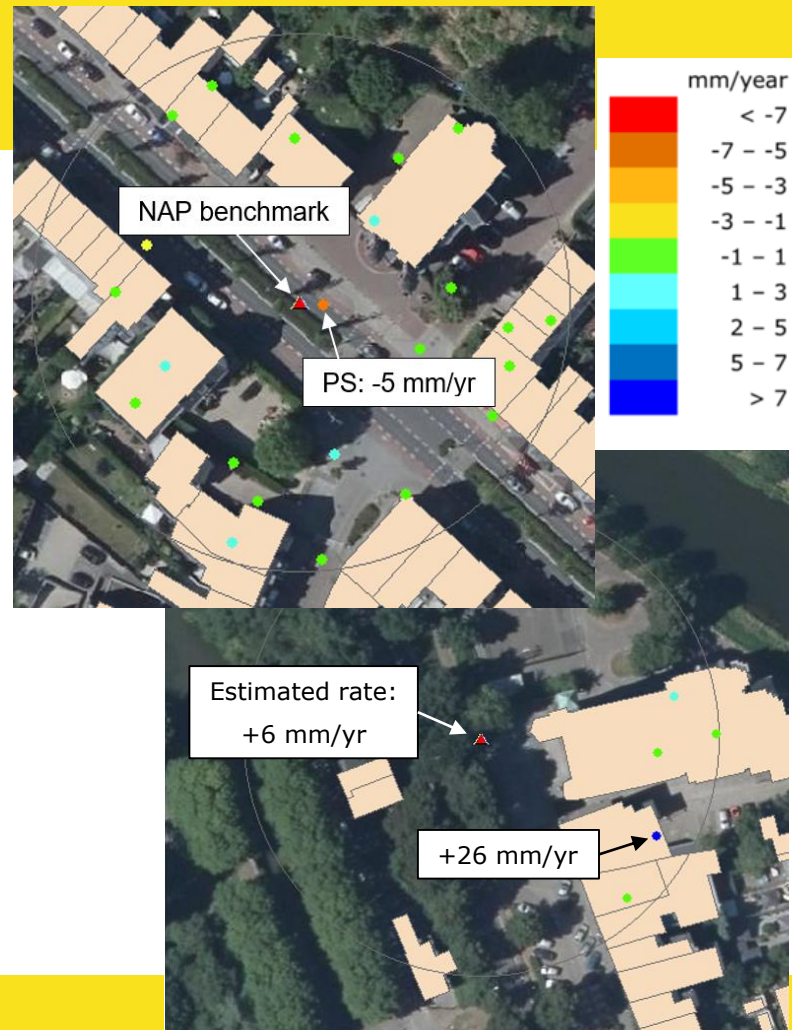 mm/year
< -7
-7 – -5
-5 – -3
-3 – -1
-1 – 1
1 – 3
2 – 5
5 – 7
> 7
NAP benchmark
PS: -5 mm/yr
Estimated rate:
+6 mm/yr
+26 mm/yr